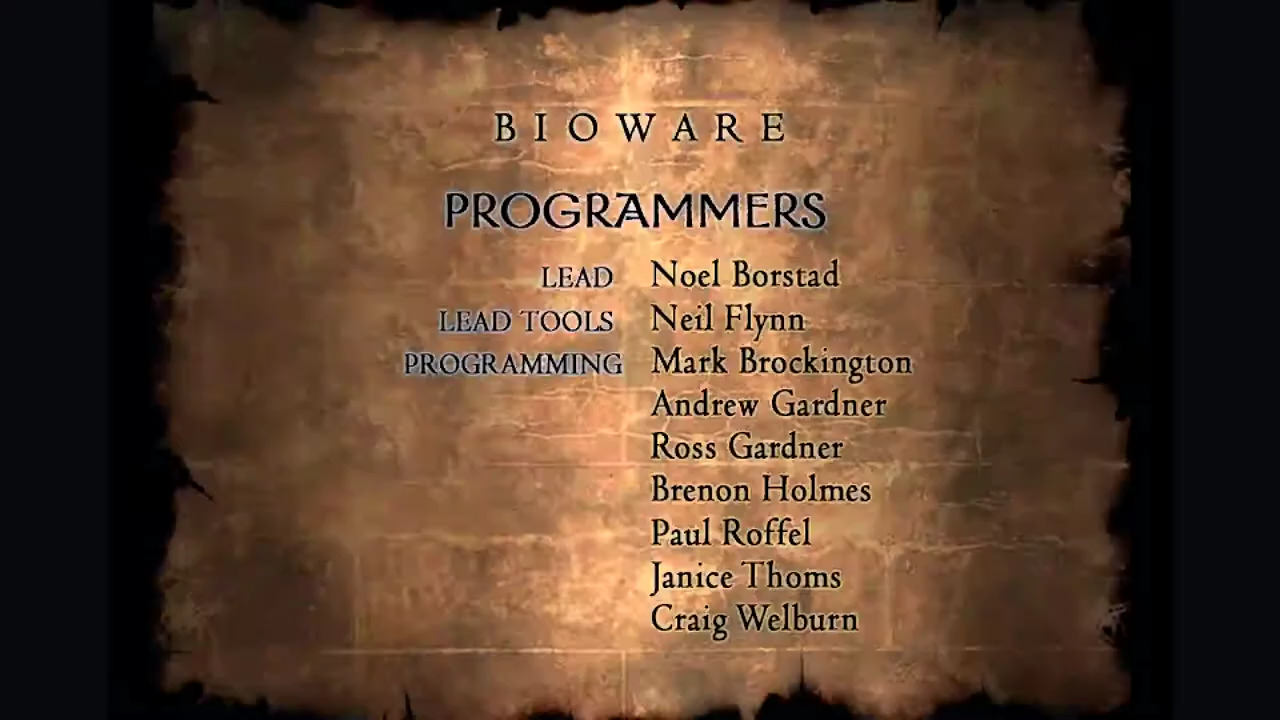 BIOWARE
PROGRAMMERS
LEAD Noel Borstad
LEAD TOOLS Neil Flynn
PROGRAMMING Mark Brockington
Andrew Gardner
Ross Gardner
Brenon Holmes
Paul Roffel
Janice Thoms
Craig Welburn